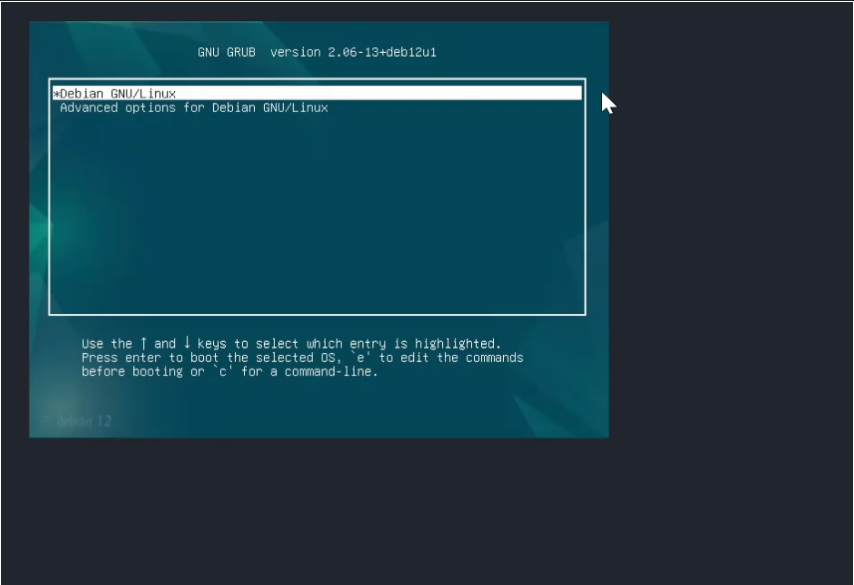 GNU GRUB  version 2.06-13+deb12u1
*Debian GNU/Linux
Advanced options for Debian GNU/Linux
Use the ↑ and ↓ keys to select which entry is highlighted.
Press enter to boot the selected OS, `e' to edit the commands
before booting or `c' for a command-line.
debian 12